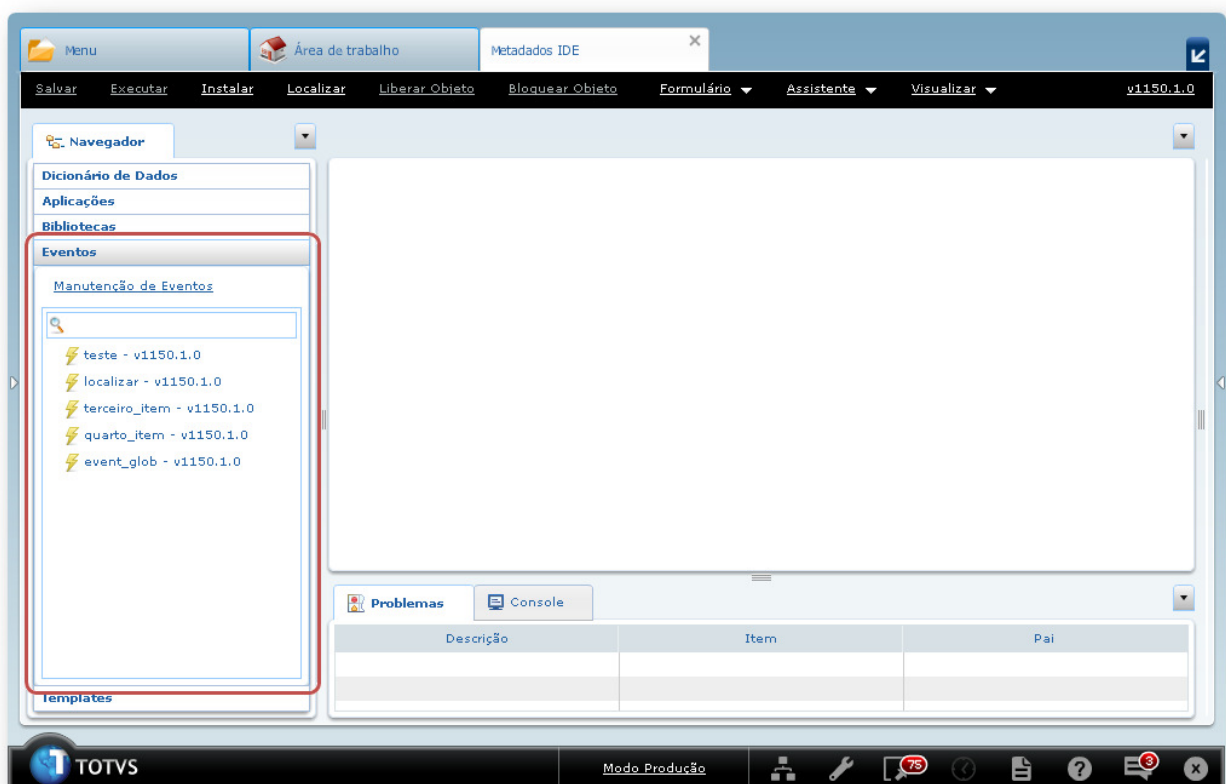 Menu
Área de trabalho
Metadados IDE
Salvar Executar Instalar Localizar Liberar Objeto Bloquear Objeto Formulário Assistente Visualizar v1150.1.0
Navegador
Dicionário de Dados
Aplicações
Bibliotecas
Eventos
Manutenção de Eventos
teste - v1150.1.0
localizar - v1150.1.0
terceiro_item - v1150.1.0
quarto_item - v1150.1.0
event_glob - v1150.1.0
Templates
Problemas Console
Descrição Item Pai
TOTVS Modo Produção 75 3